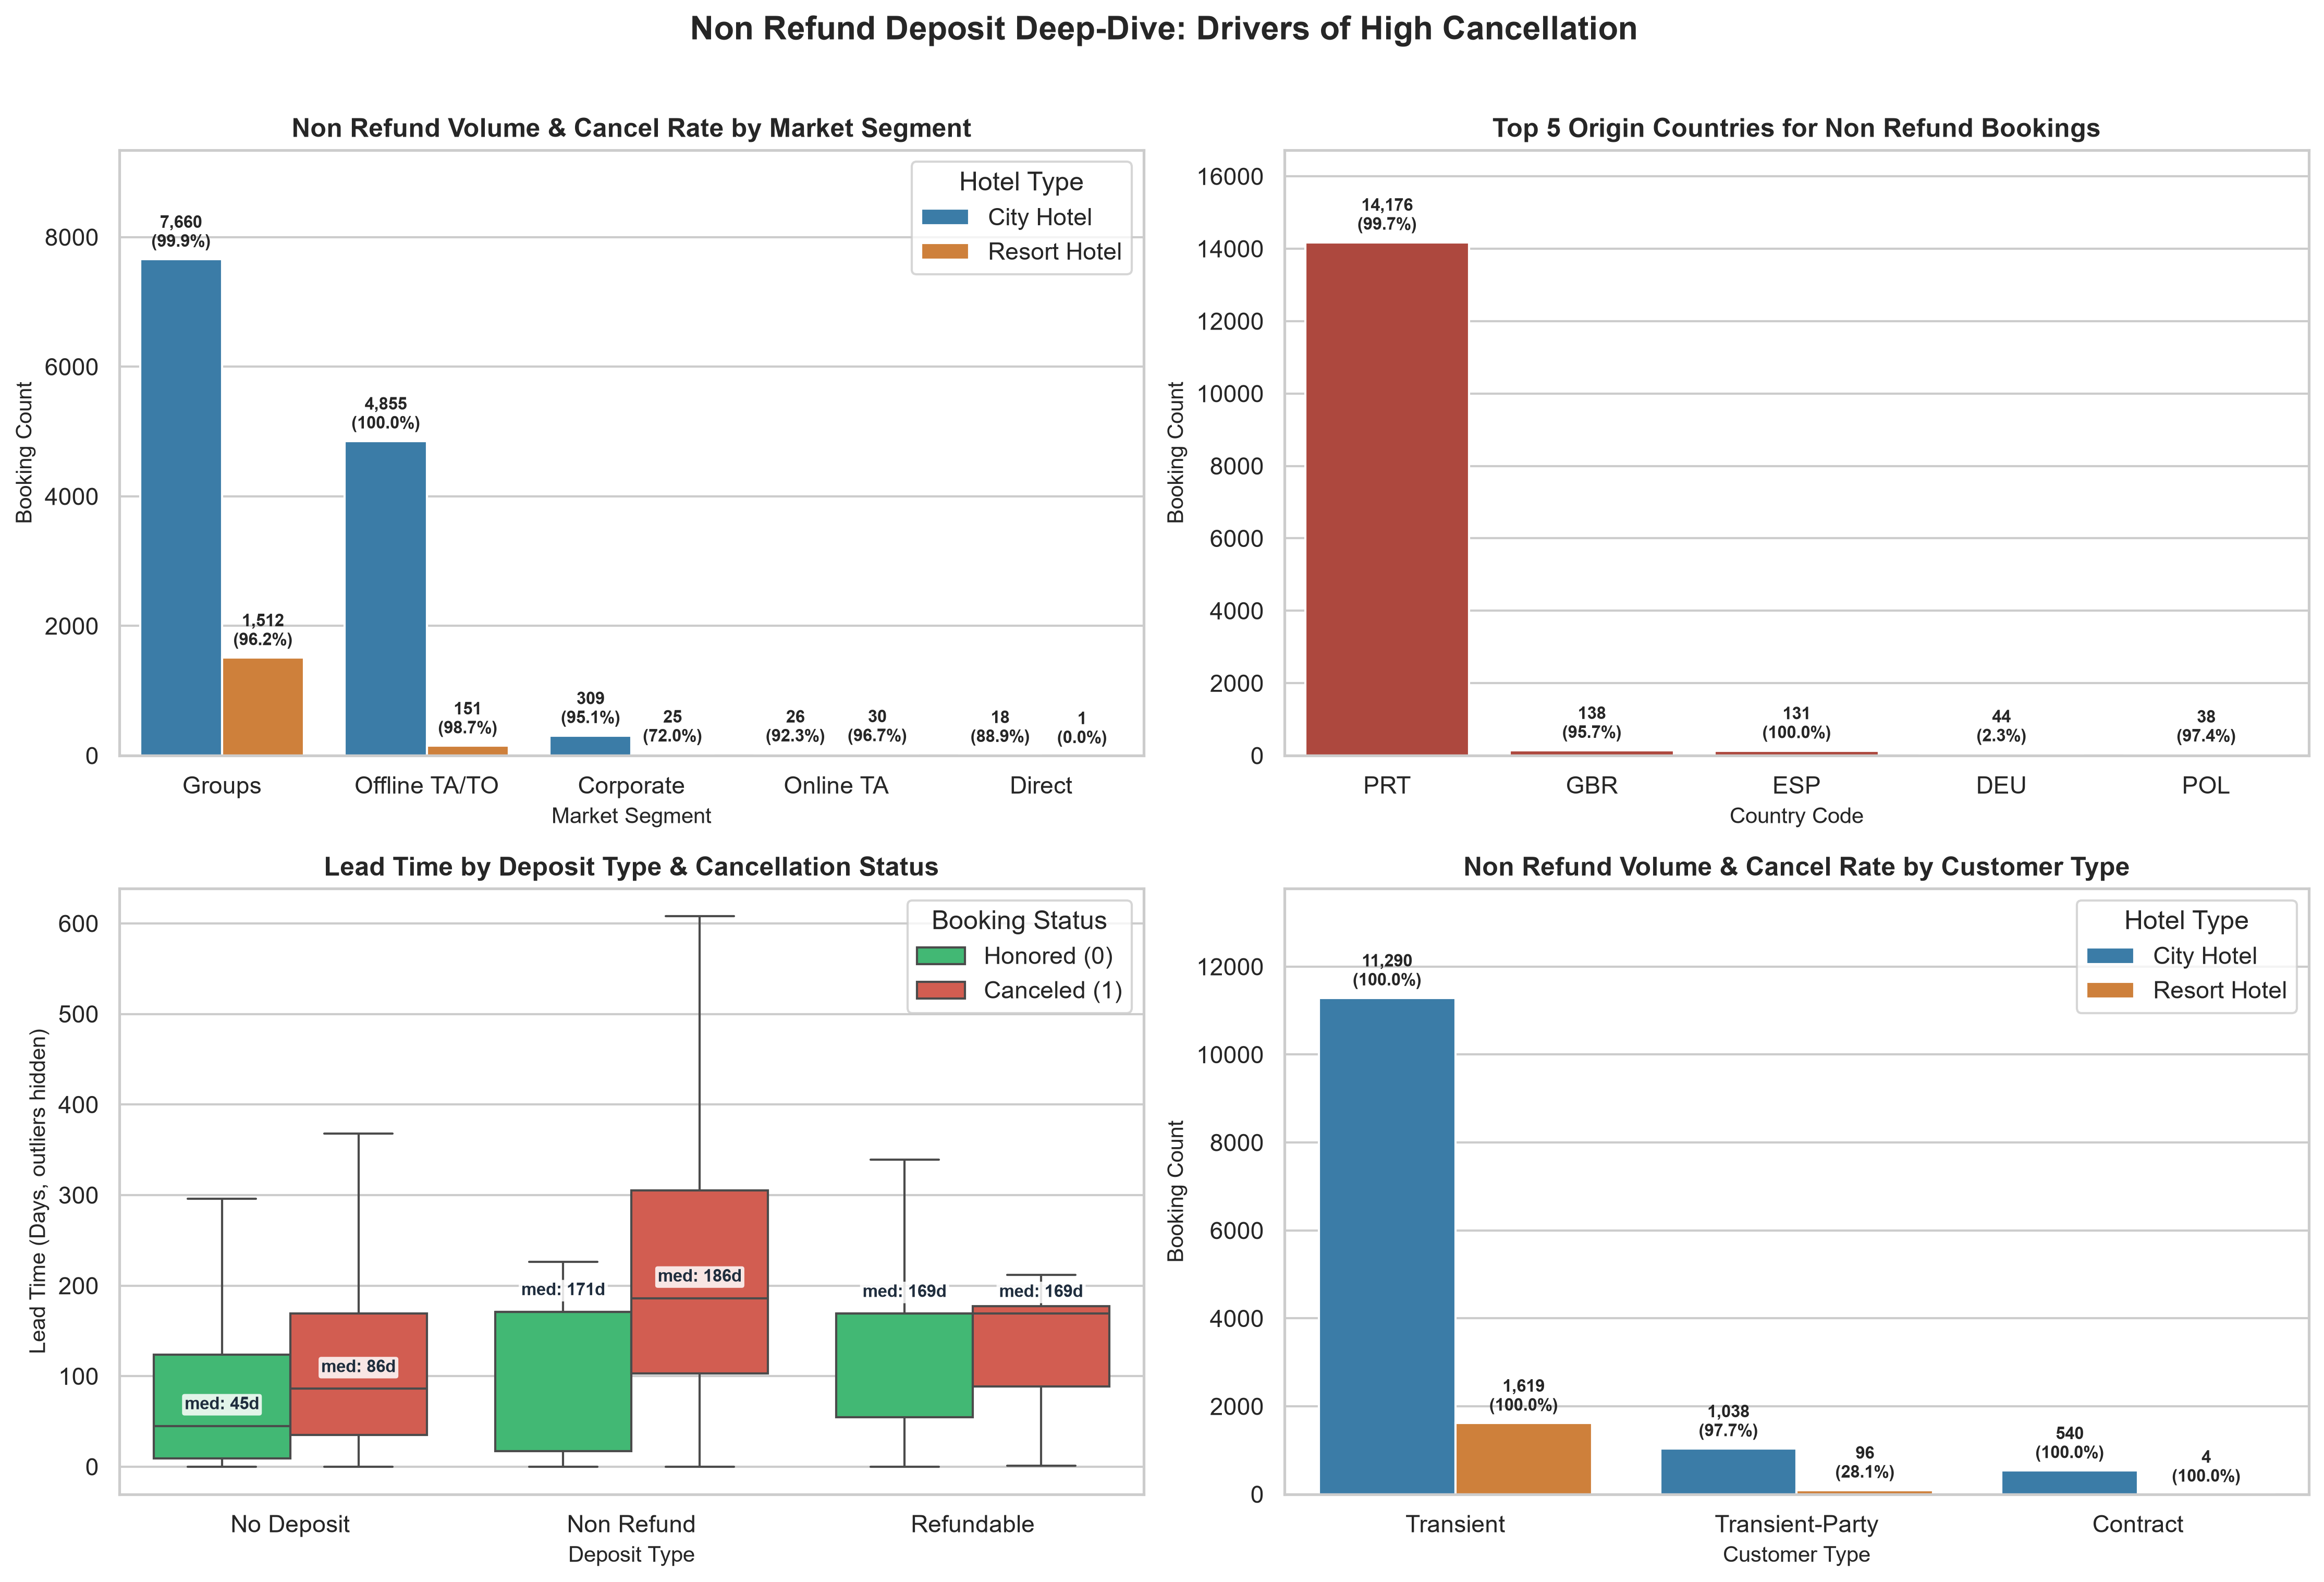 Non Refund Deposit Deep-Dive: Drivers of High Cancellation
Non Refund Volume & Cancel Rate by Market Segment
Booking Count
8000
6000
4000
2000
0
Hotel Type
City Hotel
Resort Hotel
7,660
(99.9%)
1,512
(96.2%)
4,855
(100.0%)
151
(98.7%)
309
(95.1%)
25
(72.0%)
26
(92.3%)
30
(96.7%)
18
(88.9%)
1
(0.0%)
Groups
Offline TA/TO
Corporate
Online TA
Direct
Market Segment
Top 5 Origin Countries for Non Refund Bookings
Booking Count
16000
14000
12000
10000
8000
6000
4000
2000
0
14,176
(99.7%)
138
(95.7%)
131
(100.0%)
44
(2.3%)
38
(97.4%)
PRT
GBR
ESP
DEU
POL
Country Code
Lead Time by Deposit Type & Cancellation Status
Lead Time (Days, outliers hidden)
600
500
400
300
200
100
0
Booking Status
Honored (0)
Canceled (1)
med: 45d
med: 86d
med: 171d
med: 186d
med: 169d
med: 169d
No Deposit
Non Refund
Refundable
Deposit Type
Non Refund Volume & Cancel Rate by Customer Type
Booking Count
12000
10000
8000
6000
4000
2000
0
Hotel Type
City Hotel
Resort Hotel
11,290
(100.0%)
1,619
(100.0%)
1,038
(97.7%)
96
(28.1%)
540
(100.0%)
4
(100.0%)
Transient
Transient-Party
Contract
Customer Type